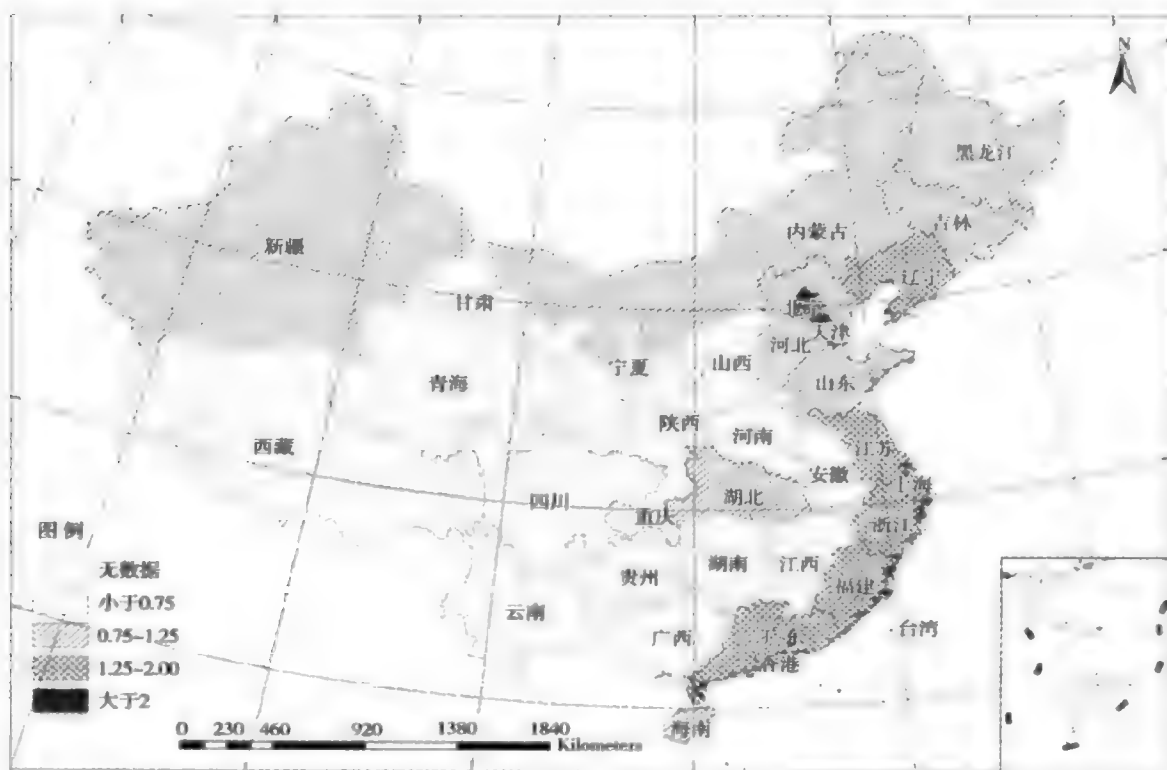 N
黑龙江
内蒙古
吉林
新疆
辽宁
甘肃
北京
天津
河北
宁夏
山西
青海
山东
陕西
河南
西藏
江苏
安徽
上海
四川
湖北
重庆
浙江
图例
湖南
江西
无数据
贵州
福建
小于0.75
云南
台湾
0.75-1.25
广西
广东
1.25-2.00
香港
大于2
海南
0 230 460 920 1380 1840
Kilometers